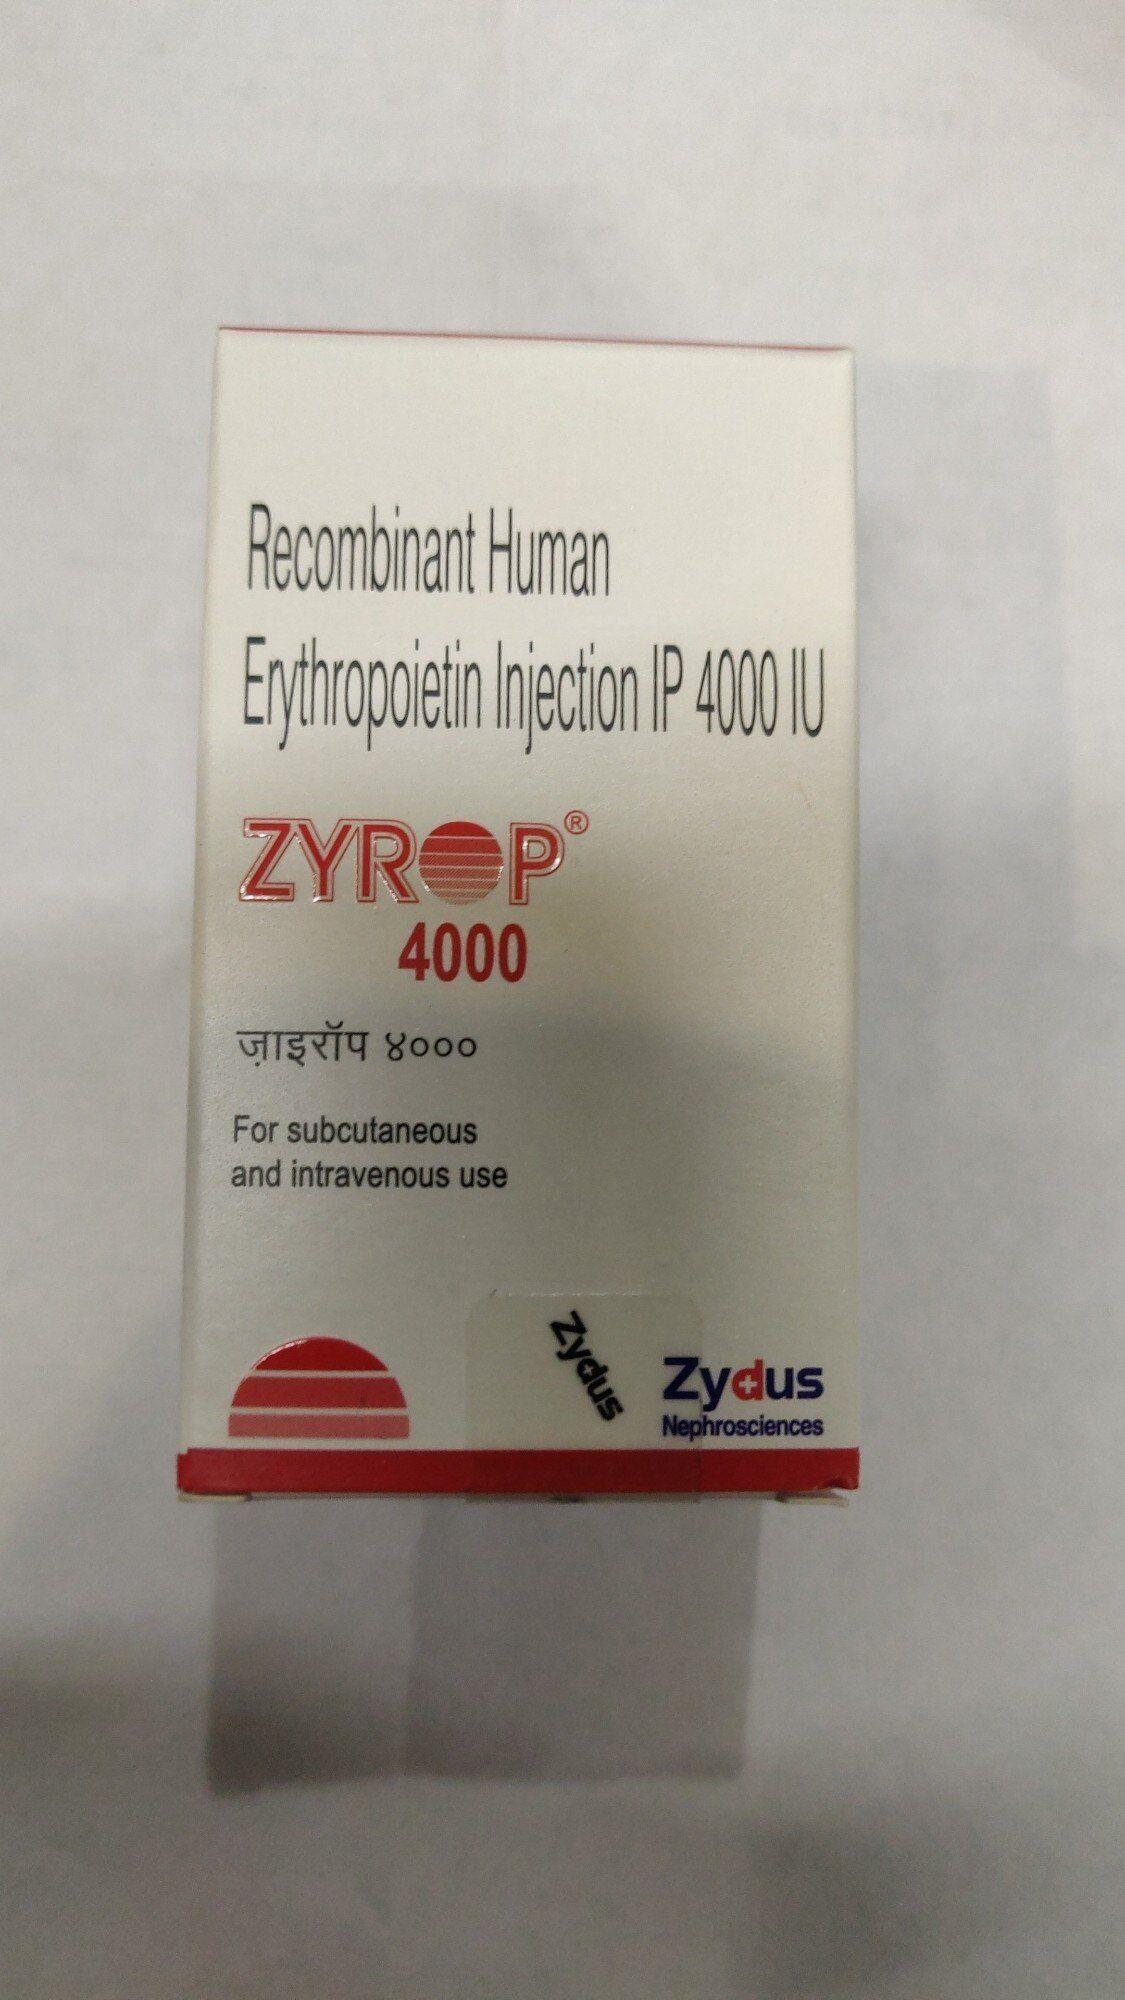 Recombinant Human
Erythropoietin Injection IP 4000 IU
ZYROP®
4000
ज़ाइरॉप ४०००
For subcutaneous
and intravenous use
Zydus
Zydus
Nephrosciences